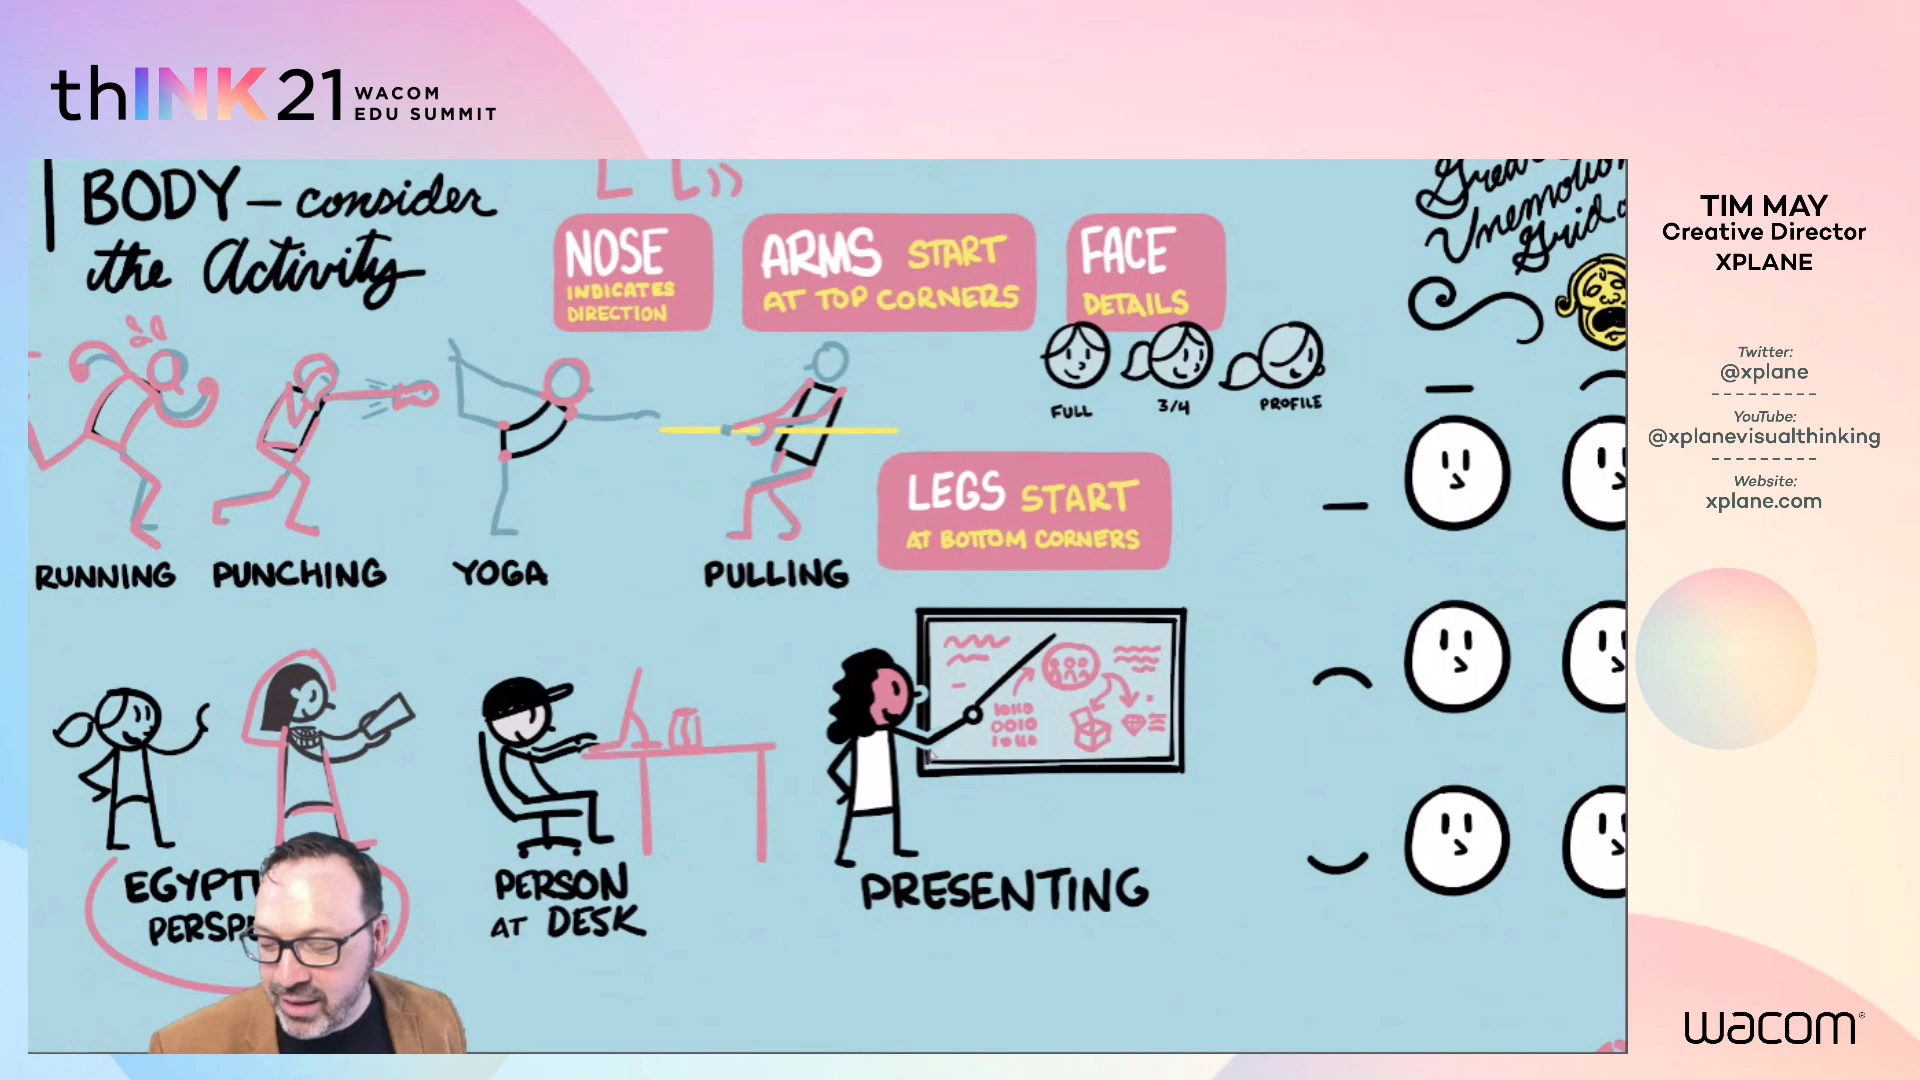 thINK21 WACOM
EDU SUMMIT
BODY – consider
the Activity
NOSE
INDICATES
DIRECTION
ARMS START
AT TOP CORNERS
FACE
DETAILS
FULL
3/4
PROFILE
LEGS START
AT BOTTOM CORNERS
RUNNING
PUNCHING
YOGA
PULLING
PERSON
AT DESK
PRESENTING
TIM MAY
Creative Director
XPLANE
Twitter:
@xplane
YouTube:
@xplanevisualthinking
Website:
xplane.com
wacom